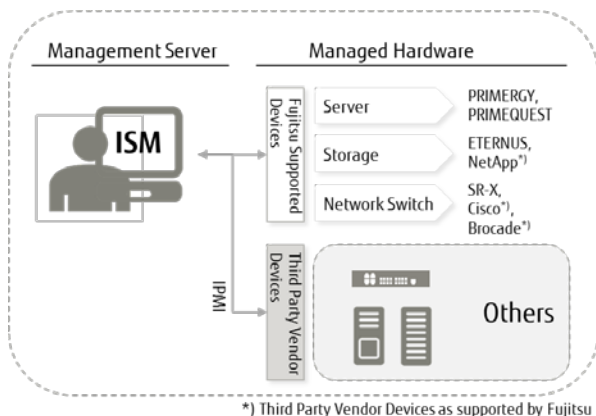 Management Server
Managed Hardware
ISM
Fujitsu Supported
Devices
Server
PRIMERGY,
PRIMEQUEST
Storage
ETERNUS,
NetApp*)
Network Switch
SR-X,
Cisco*),
Brocade*)
IPMI
Third Party Vendor
Devices
Others
*) Third Party Vendor Devices as supported by Fujitsu